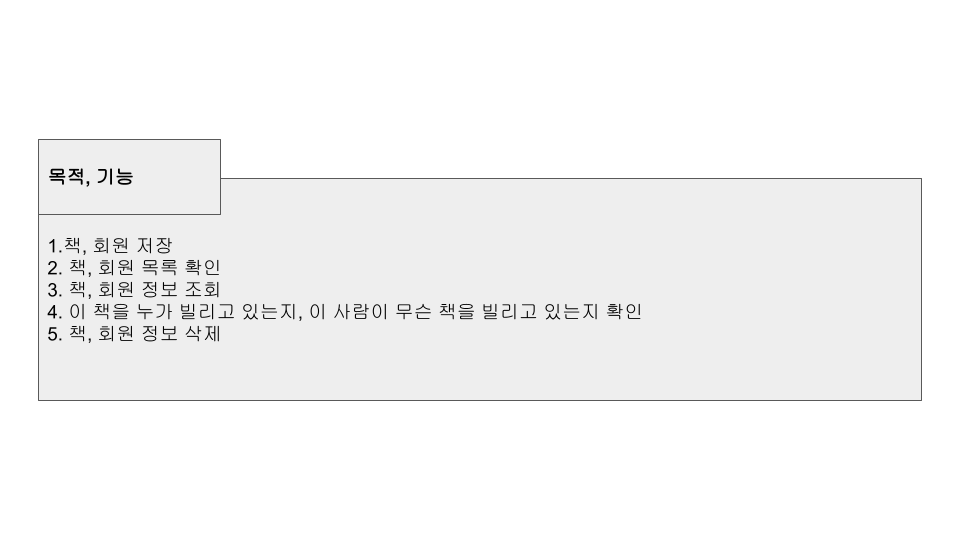 목적, 기능
1.책, 회원 저장
2. 책, 회원 목록 확인
3. 책, 회원 정보 조회
4. 이 책을 누가 빌리고 있는지, 이 사람이 무슨 책을 빌리고 있는지 확인
5. 책, 회원 정보 삭제